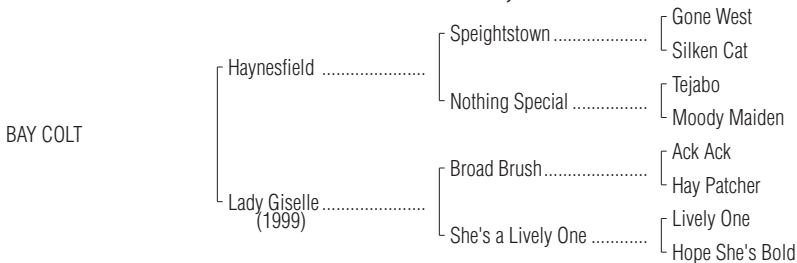 Gone West
Speightstown ....................
Silken Cat
Haynesfield ......................
Tejabo
Nothing Special ................
Moody Maiden
BAY COLT
Ack Ack
Broad Brush......................
Hay Patcher
Lady Giselle ......................
(1999)
Lively One
She's a Lively One ............
Hope She's Bold